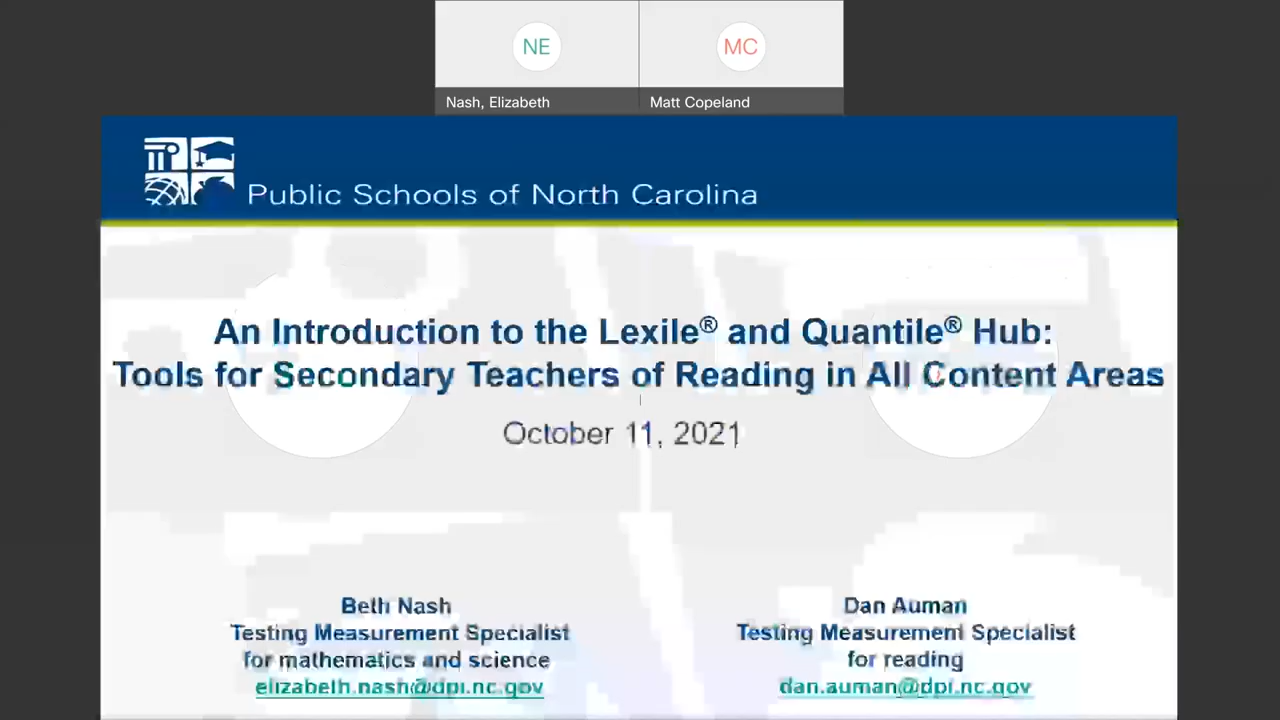 NE
MC
Nash, Elizabeth
Matt Copeland
Public Schools of North Carolina
An Introduction to the Lexile® and Quantile® Hub:
Tools for Secondary Teachers of Reading in All Content Areas
October 11, 2021
Beth Nash
Testing Measurement Specialist
for mathematics and science
elizabeth.nash@dpi.nc.gov
Dan Auman
Testing Measurement Specialist
for reading
dan.auman@dpi.nc.gov